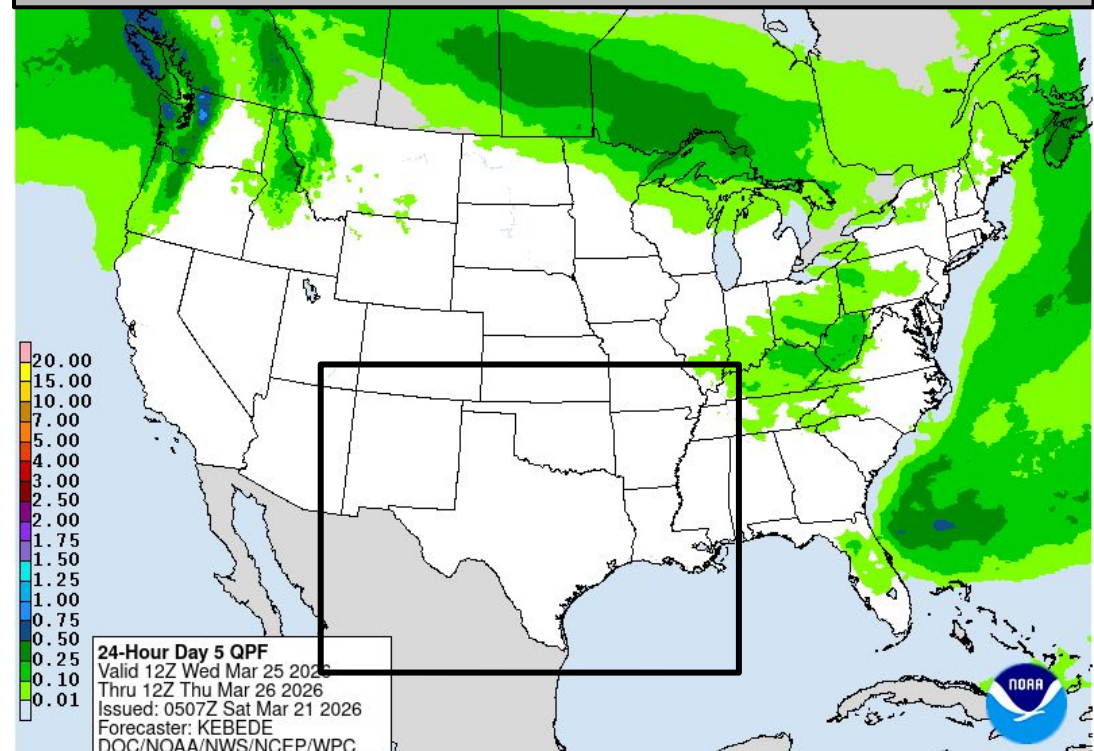 20.00
15.00
10.00
7.00
5.00
4.00
3.00
2.50
2.00
1.75
1.50
1.25
1.00
0.75
0.50
0.25
0.10
0.01
24-Hour Day 5 QPF
Valid 12Z Wed Mar 25 2026
Thru 12Z Thu Mar 26 2026
Issued: 0507Z Sat Mar 21 2026
Forecaster: KEBEDE
DOC/NOAA/NWS/NCEP/WPC
NOAA